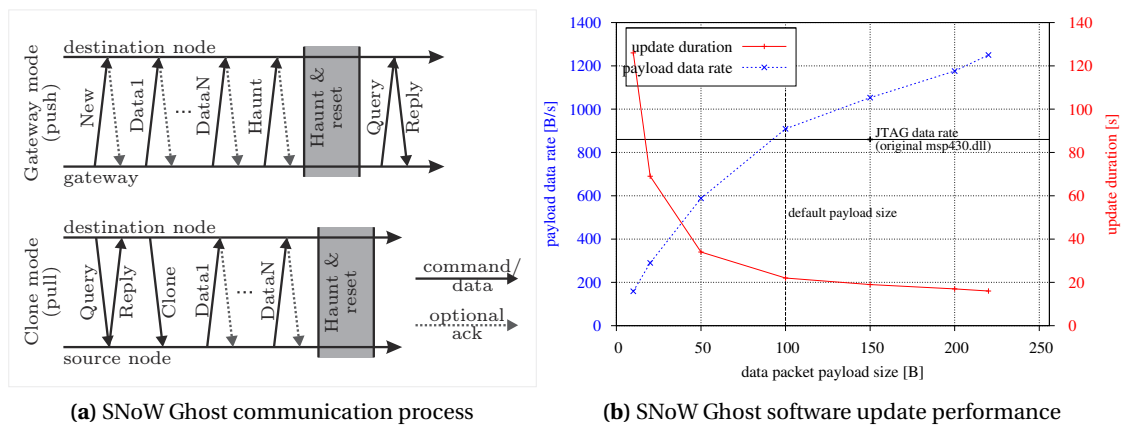 destination node
Gateway mode
(push)
New
Data1
...
DataN
Haunt
Haunt &
reset
Query
Reply
gateway
destination node
Clone mode
(pull)
Query
Reply
Clone
Data1
...
DataN
Haunt &
reset
source node
command/
data
optional
ack
(a) SNoW Ghost communication process
update duration
payload data rate
JTAG data rate
(original msp430.dll)
default payload size
payload data rate [B/s]
0
200
400
600
800
1000
1200
1400
update duration [s]
0
20
40
60
80
100
120
140
0
50
100
150
200
250
data packet payload size [B]
(b) SNoW Ghost software update performance